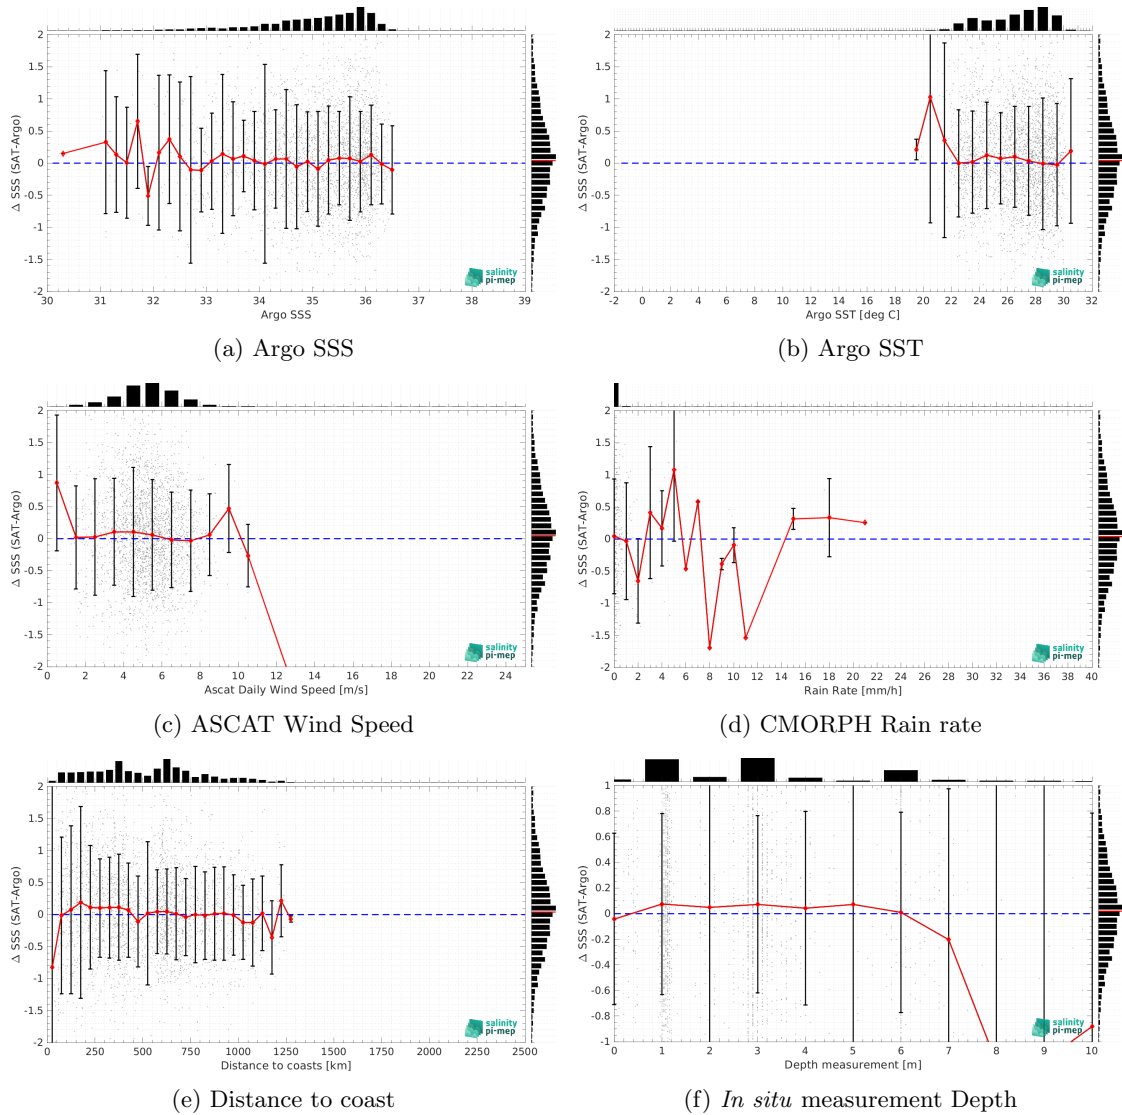 2
1.5
1
0.5
0
-0.5
-1
-1.5
-2
Δ SSS (SAT-Argo)
30 31 32 33 34 35 36 37 38 39
Argo SSS
salinity
pi-mep
(a) Argo SSS
2
1.5
1
0.5
0
-0.5
-1
-1.5
-2
Δ SSS (SAT-Argo)
-2 0 2 4 6 8 10 12 14 16 18 20 22 24 26 28 30 32
Argo SST [deg C]
salinity
pi-mep
(b) Argo SST
2
1.5
1
0.5
0
-0.5
-1
-1.5
-2
Δ SSS (SAT-Argo)
0 2 4 6 8 10 12 14 16 18 20 22 24
Ascat Daily Wind Speed [m/s]
salinity
pi-mep
(c) ASCAT Wind Speed
2
1.5
1
0.5
0
-0.5
-1
-1.5
-2
Δ SSS (SAT-Argo)
0 2 4 6 8 10 12 14 16 18 20 22 24 26 28 30 32 34 36 38 40
Rain Rate [mm/h]
salinity
pi-mep
(d) CMORPH Rain rate
2
1.5
1
0.5
0
-0.5
-1
-1.5
-2
Δ SSS (SAT-Argo)
0 250 500 750 1000 1250 1500 1750 2000 2250 2500
Distance to coasts [km]
salinity
pi-mep
(e) Distance to coast
1
0.8
0.6
0.4
0.2
0
-0.2
-0.4
-0.6
-0.8
-1
Δ SSS (SAT-Argo)
0 1 2 3 4 5 6 7 8 9 10
Depth measurement [m]
salinity
pi-mep
(f) In situ measurement Depth